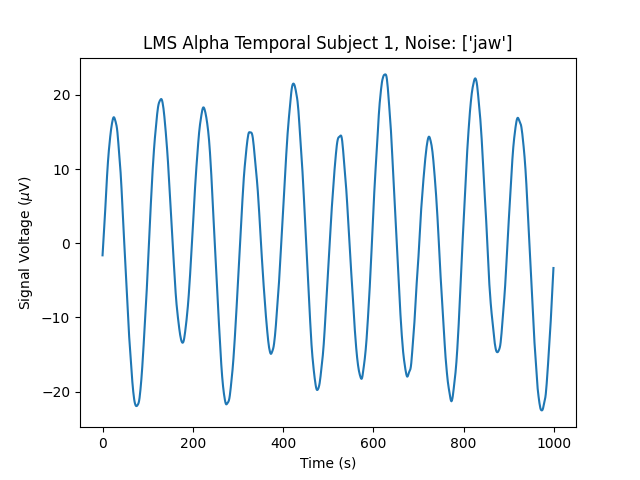 LMS Alpha Temporal Subject 1, Noise: ['jaw']
Signal Voltage (μV)
20
10
0
−10
−20
0 200 400 600 800 1000
Time (s)